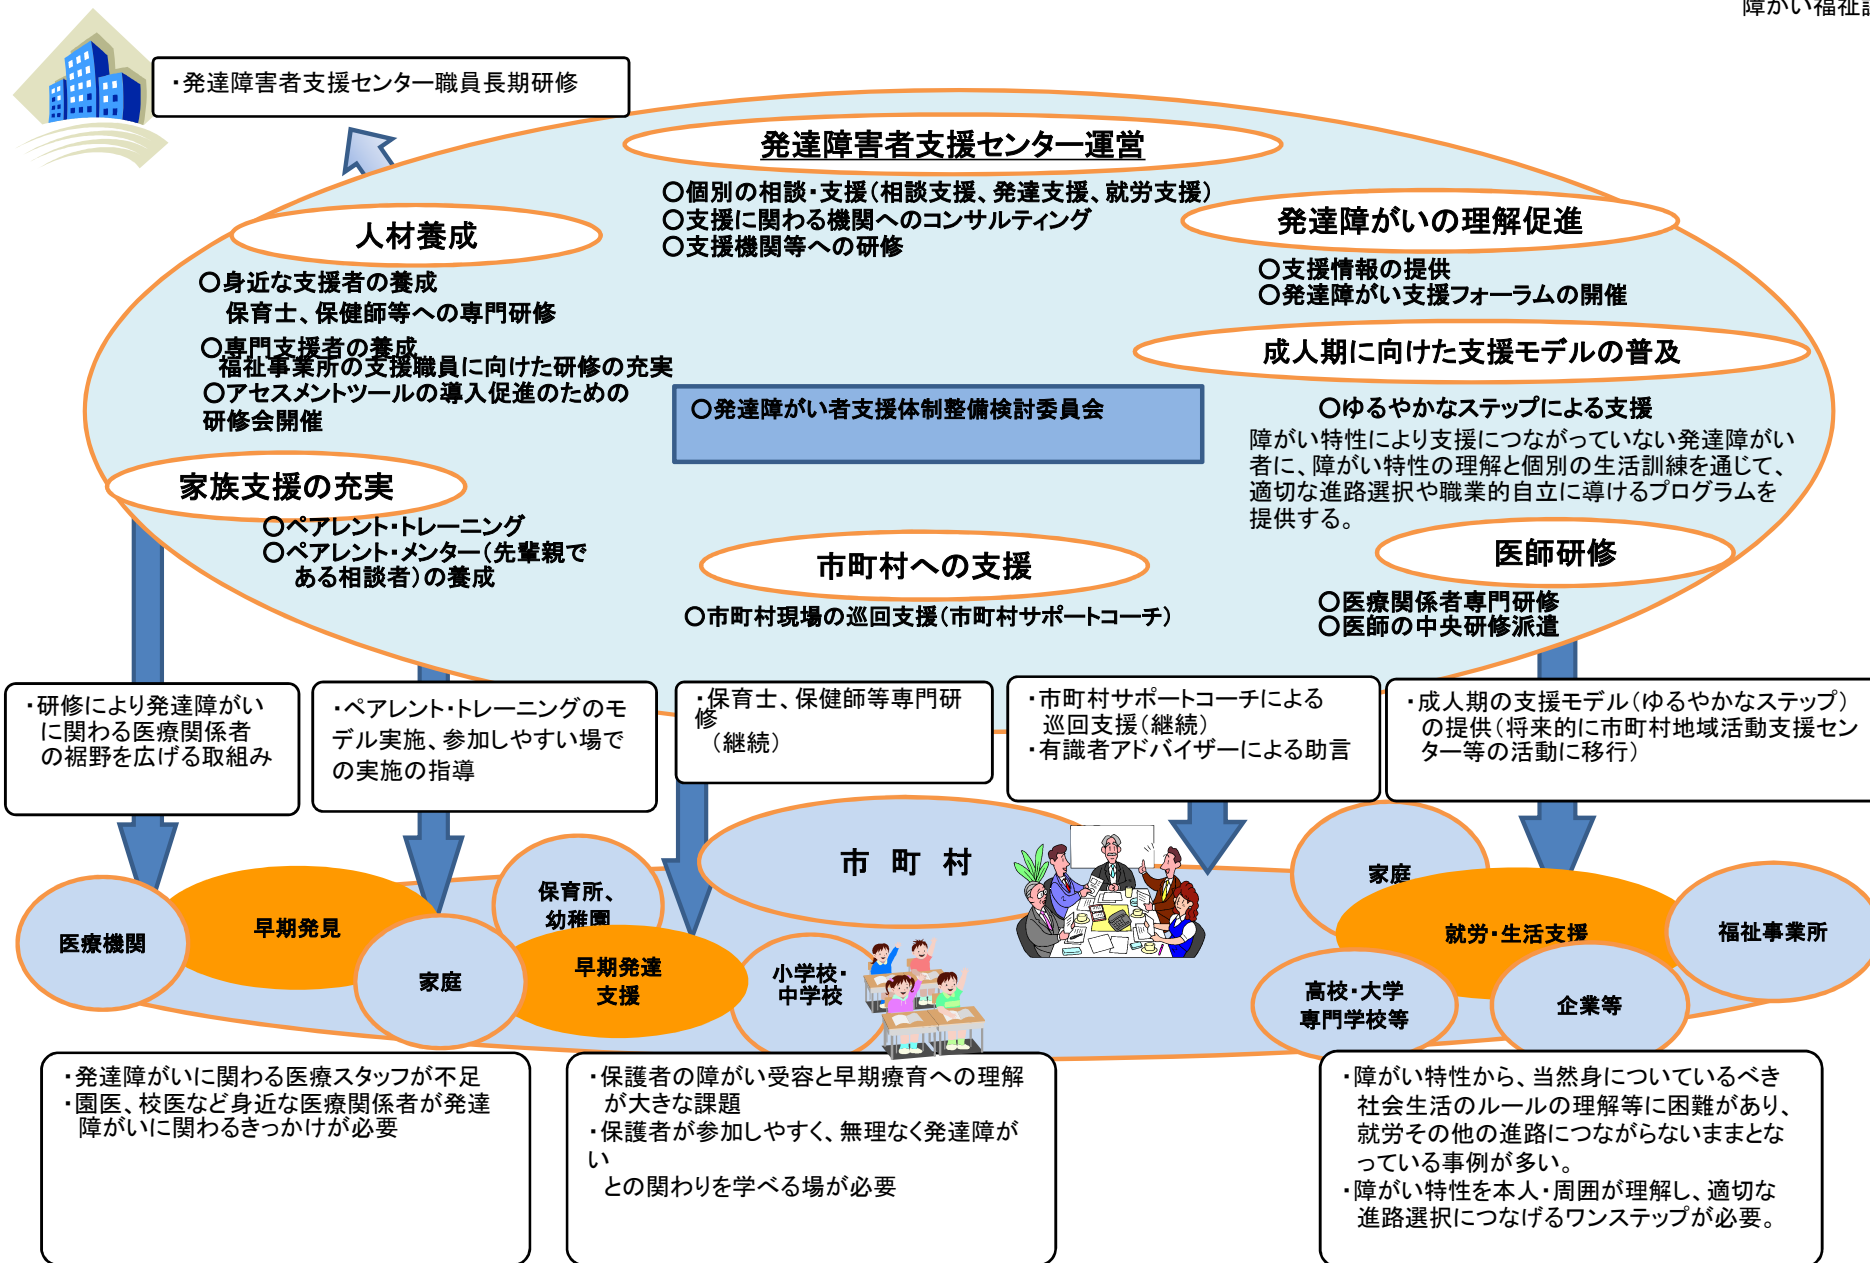 障がい福祉課
・発達障害者支援センター職員長期研修
発達障害者支援センター運営
○個別の相談・支援（相談支援、発達支援、就労支援）
○支援に関わる機関へのコンサルティング
○支援機関等への研修
人材養成
○身近な支援者の養成
保育士、保健師等への専門研修
○専門支援者の養成
福祉事業所の支援職員に向けた研修の充実
○アセスメントツールの導入促進のための
研修会開催
発達障がいの理解促進
○支援情報の提供
○発達障がい支援フォーラムの開催
成人期に向けた支援モデルの普及
○ゆるやかなステップによる支援
障がい特性により支援につながっていない発達障がい
者に、障がい特性の理解と個別の生活訓練を通じて、
適切な進路選択や職業的自立に導けるプログラムを
提供する。
○発達障がい者支援体制整備検討委員会
家族支援の充実
○ペアレント・トレーニング
○ペアレント・メンター（先輩親で
ある相談者）の養成
市町村への支援
○市町村現場の巡回支援（市町村サポートコーチ）
医師研修
○医療関係者専門研修
○医師の中央研修派遣
・研修により発達障がい
に関わる医療関係者
の裾野を広げる取組み
・ペアレント・トレーニングのモ
デル実施、参加しやすい場で
の実施の指導
・保育士、保健師等専門研
修
（継続）
・市町村サポートコーチによる
巡回支援（継続）
・有識者アドバイザーによる助言
・成人期の支援モデル（ゆるやかなステップ）
の提供（将来的に市町村地域活動支援セン
ター等の活動に移行）
医療機関
早期発見
家庭
保育所、
幼稚園
早期発達
支援
小学校・
中学校
市 町 村
家庭
就労・生活支援
高校・大学
専門学校等
企業等
福祉事業所
・発達障がいに関わる医療スタッフが不足
・園医、校医など身近な医療関係者が発達
障がいに関わるきっかけが必要
・保護者の障がい受容と早期療育への理解
が大きな課題
・保護者が参加しやすく、無理なく発達障が
い
との関わりを学べる場が必要
・障がい特性から、当然身についているべき
社会生活のルールの理解等に困難があり、
就労その他の進路につながらないままとな
っている事例が多い。
・障がい特性を本人・周囲が理解し、適切な
進路選択につなげるワンステップが必要。